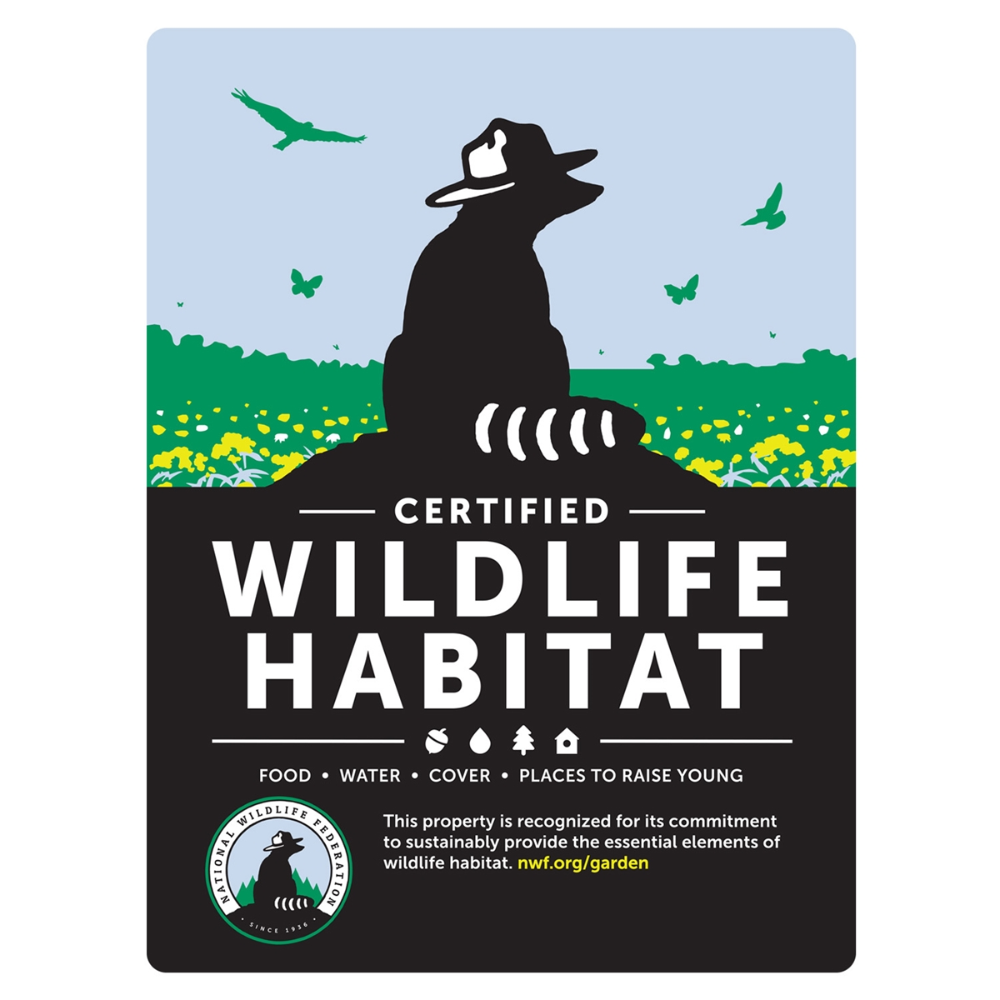 CERTIFIED
WILDLIFE
HABITAT
FOOD • WATER • COVER • PLACES TO RAISE YOUNG
NATIONAL WILDLIFE FEDERATION
• SINCE 1936 •
This property is recognized for its commitment
to sustainably provide the essential elements of
wildlife habitat. nwf.org/garden